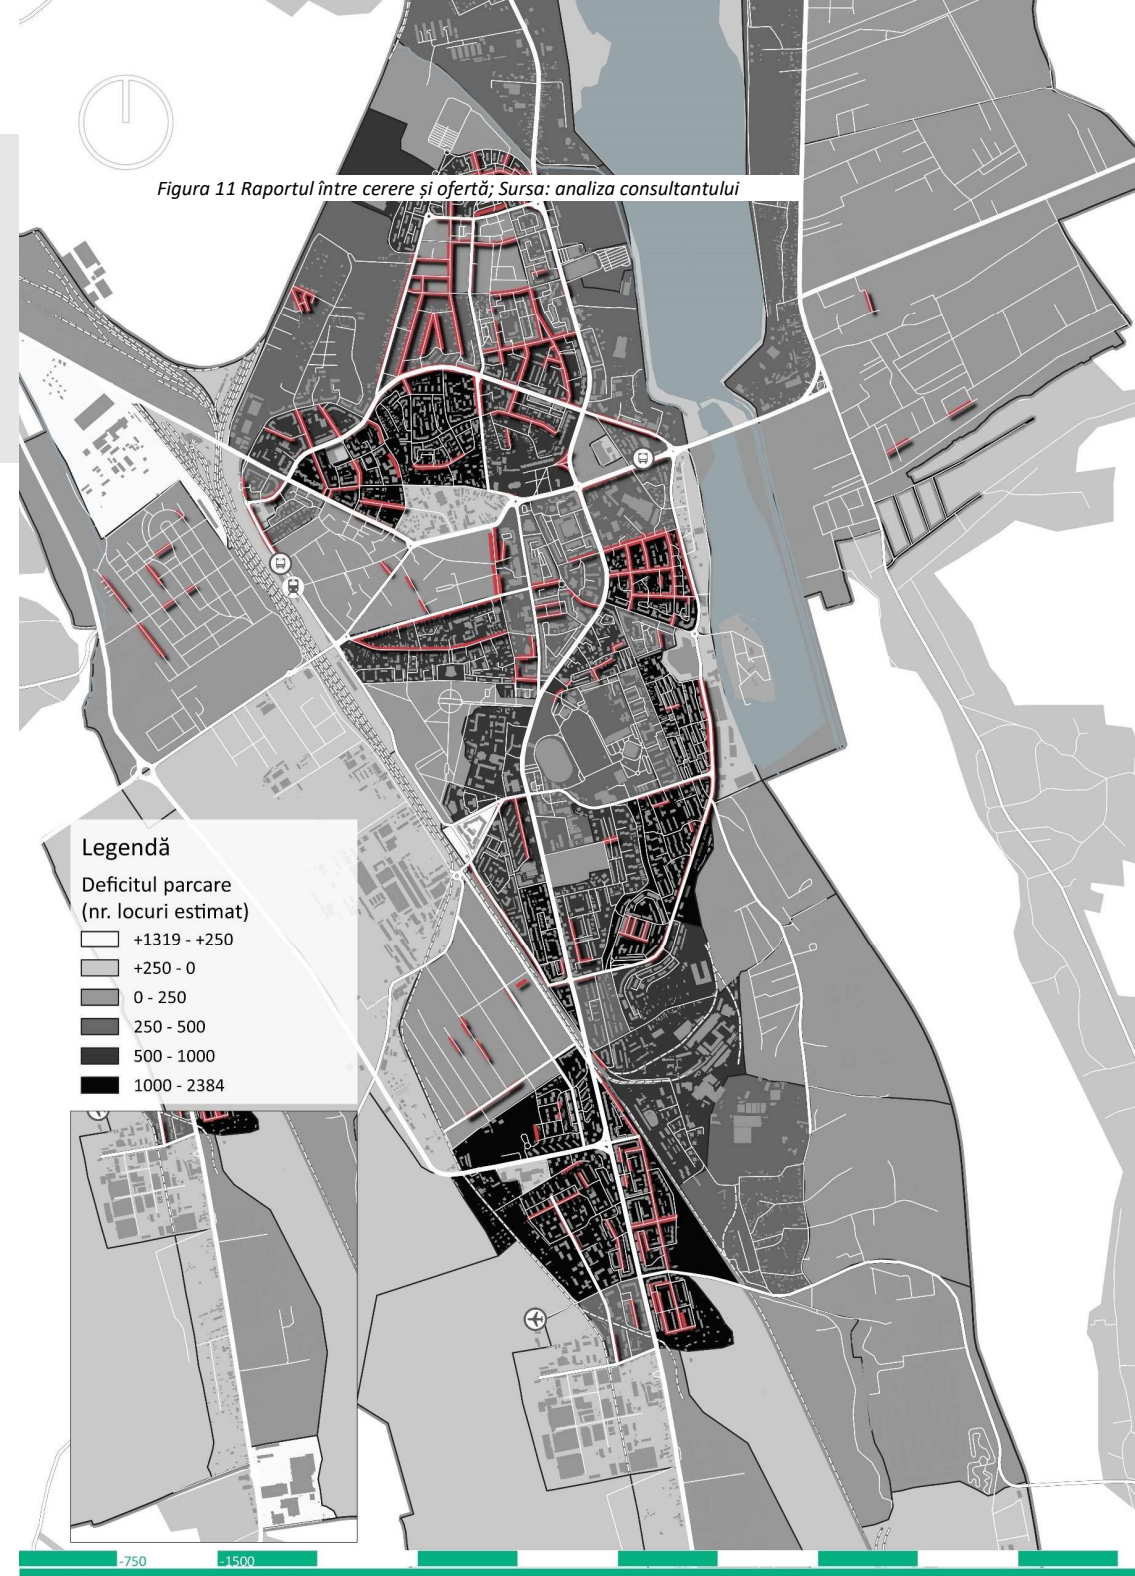 Figura 11 Raportul între cerere și ofertă; Sursa: analiza consultantului
Legendă
Deficitul parcare
(nr. locuri estimat)
+1319 - +250
+250 - 0
0 - 250
250 - 500
500 - 1000
1000 - 2384
-750
-1500